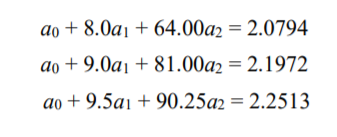 a₀ + 8.0a₁ + 64.00a₂ = 2.0794
a₀ + 9.0a₁ + 81.00a₂ = 2.1972
a₀ + 9.5a₁ + 90.25a₂ = 2.2513